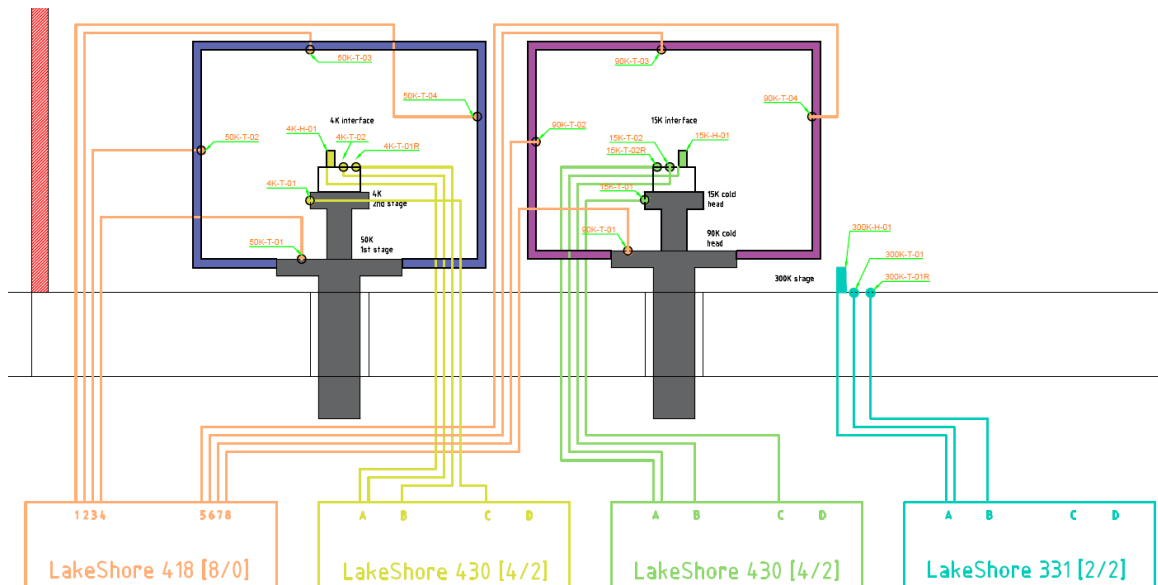 50K-T-03
90K-T-03
50K-T-04
90K-T-04
4K interface
15K interface
4K-H-01
4K-T-02
4K-T-01R
50K-T-02
90K-T-02
15K-T-02
15K-H-01
15K-T-02R
4K-T-01
4K
2nd stage
15K-T-01
15K cold
head
50K-T-01
50K
1st stage
90K-T-01
90K cold
head
300K-H-01
300K stage
300K-T-01
300K-T-01R
1234
5678
A B C D
A B C D
A B C D
LakeShore 418 [8/0]
LakeShore 430 [4/2]
LakeShore 430 [4/2]
LakeShore 331 [2/2]